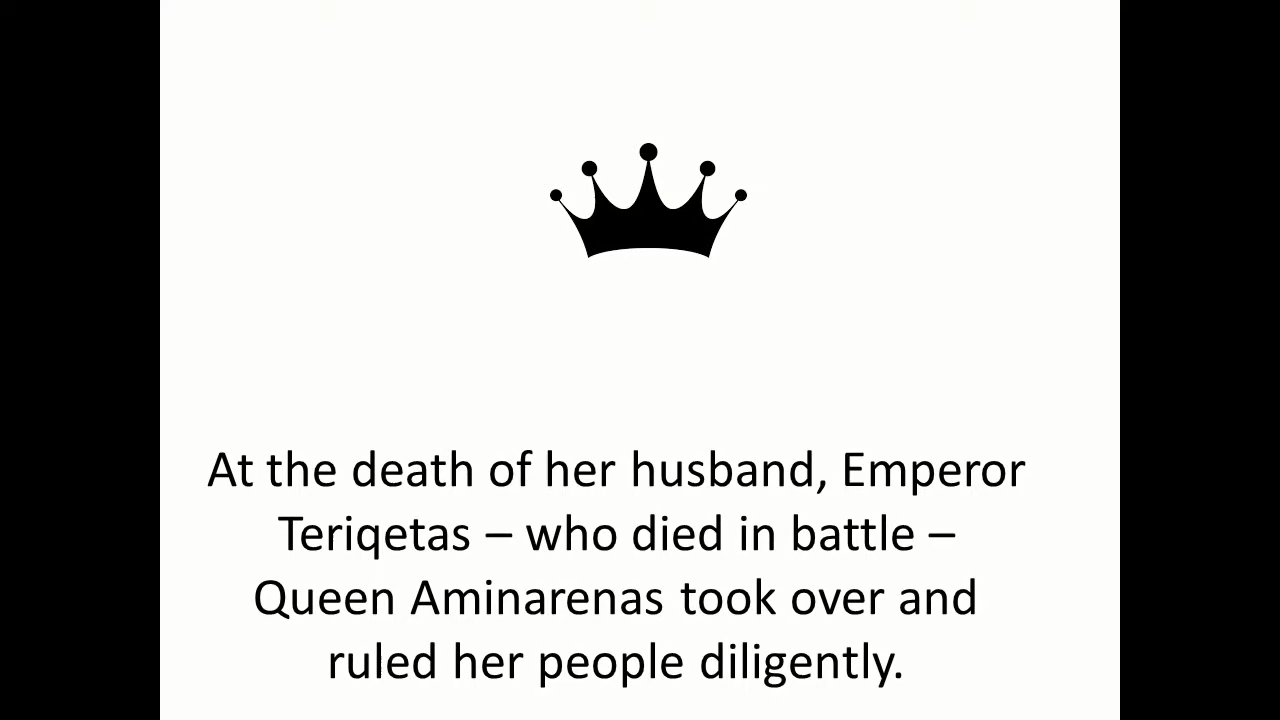 At the death of her husband, Emperor
Teriqetas – who died in battle –
Queen Aminarenas took over and
ruled her people diligently.